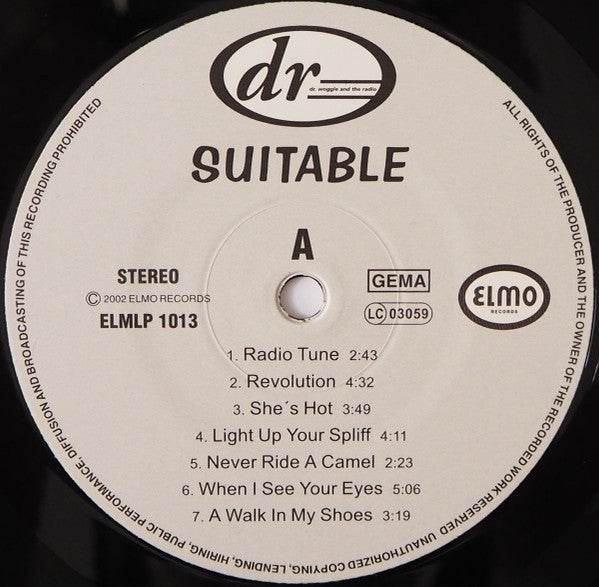 dr
dr. woggle and the radio
SUITABLE
A
STEREO
© 2002 ELMO RECORDS
ELMLP 1013
GEMA
LC 03059
ELMO
RECORDS
1. Radio Tune 2:43
2. Revolution 4:32
3. She´s Hot 3:49
4. Light Up Your Spliff 4:11
5. Never Ride A Camel 2:23
6. When I See Your Eyes 5:06
7. A Walk In My Shoes 3:19
ALL RIGHTS OF THE PRODUCER AND THE OWNER OF THE RECORDED WORK RESERVED UNAUTHORIZED COPYING, LENDING, HIRING, PUBLIC PERFORMANCE, DIFFUSION AND BROADCASTING OF THIS RECORDING PROHIBITED